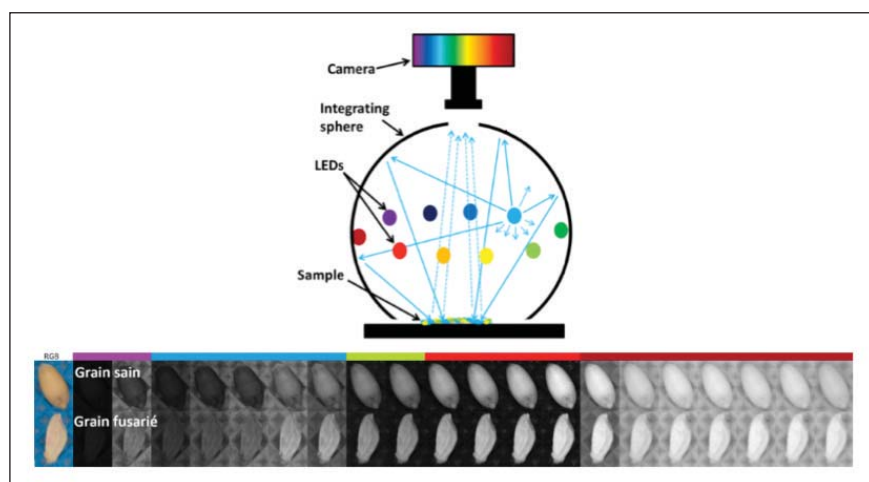 Camera
Integrating
sphere
LEDs
Sample
RGB
Grain sain
Grain fusarié